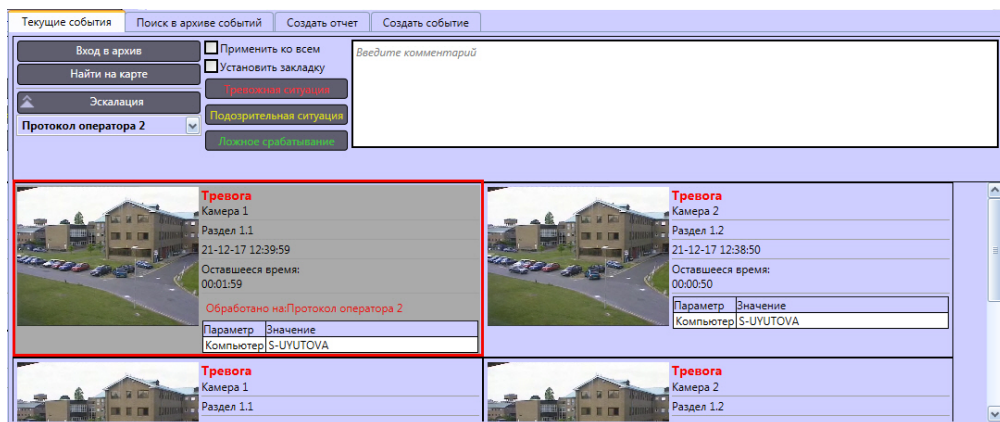 Текущие события
Поиск в архиве событий
Создать отчет
Создать событие
Вход в архив
Найти на карте
Эскалация
Протокол оператора 2
Применить ко всем
Установить закладку
Тревожная ситуация
Подозрительная ситуация
Ложное срабатывание
Введите комментарий
Тревога
Камера 1
Раздел 1.1
21-12-17 12:39:59
Оставшееся время:
00:01:59
Обработано на:Протокол оператора 2
Параметр Значение
Компьютер S-UYUTOVA
Тревога
Камера 2
Раздел 1.2
21-12-17 12:38:50
Оставшееся время:
00:00:50
Параметр Значение
Компьютер S-UYUTOVA
Тревога
Камера 1
Раздел 1.1
Тревога
Камера 2
Раздел 1.2